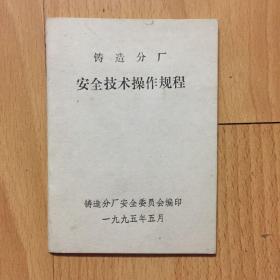 铸造分厂
安全技术操作规程
铸造分厂安全委员会编印
一九九五年五月